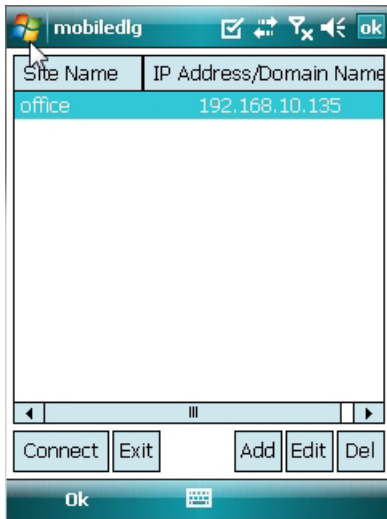 mobiledlg ok
Site Name IP Address/Domain Name
office 192.168.10.135
Connect Exit Add Edit Del
Ok